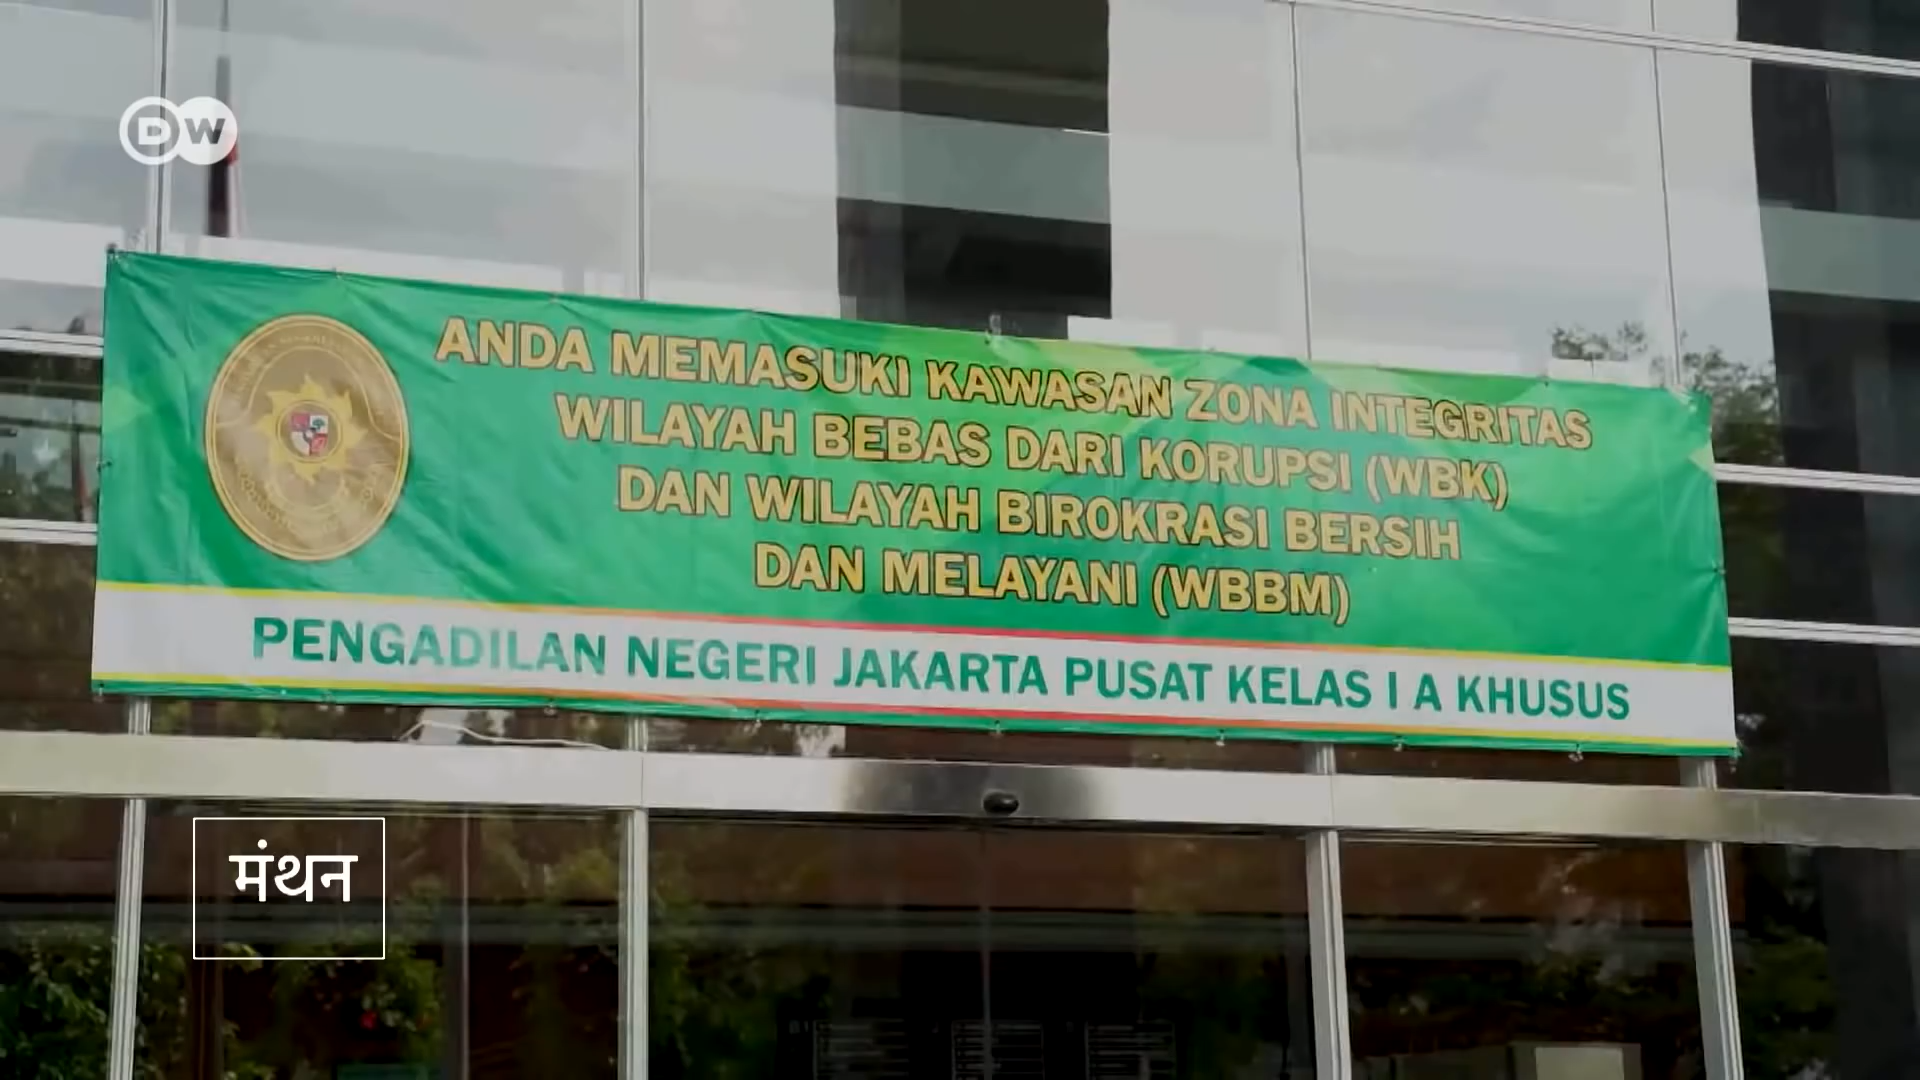 DW
ANDA MEMASUKI KAWASAN ZONA INTEGRITAS
WILAYAH BEBAS DARI KORUPSI (WBK)
DAN WILAYAH BIROKRASI BERSIH
DAN MELAYANI (WBBM)
PENGADILAN NEGERI JAKARTA PUSAT KELAS I A KHUSUS
मंथन